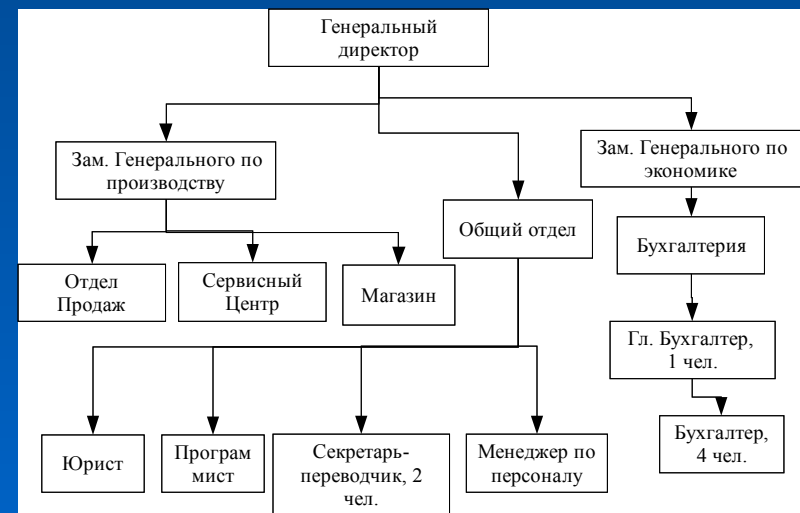 Генеральный
директор
Зам. Генерального по
производству
Зам. Генерального по
экономике
Общий отдел
Бухгалтерия
Отдел
Продаж
Сервисный
Центр
Магазин
Гл. Бухгалтер,
1 чел.
Бухгалтер,
4 чел.
Юрист
Програм
мист
Секретарь-
переводчик, 2
чел.
Менеджер по
персоналу